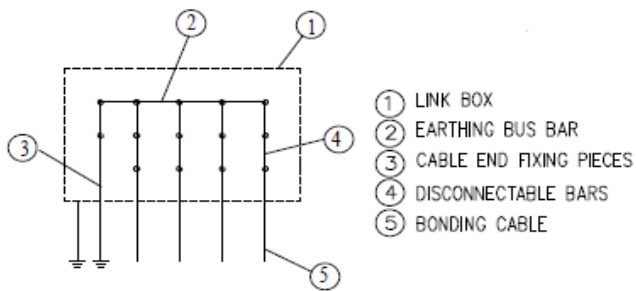 2
1
3
4
5
1 LINK BOX
2 EARTHING BUS BAR
3 CABLE END FIXING PIECES
4 DISCONNECTABLE BARS
5 BONDING CABLE